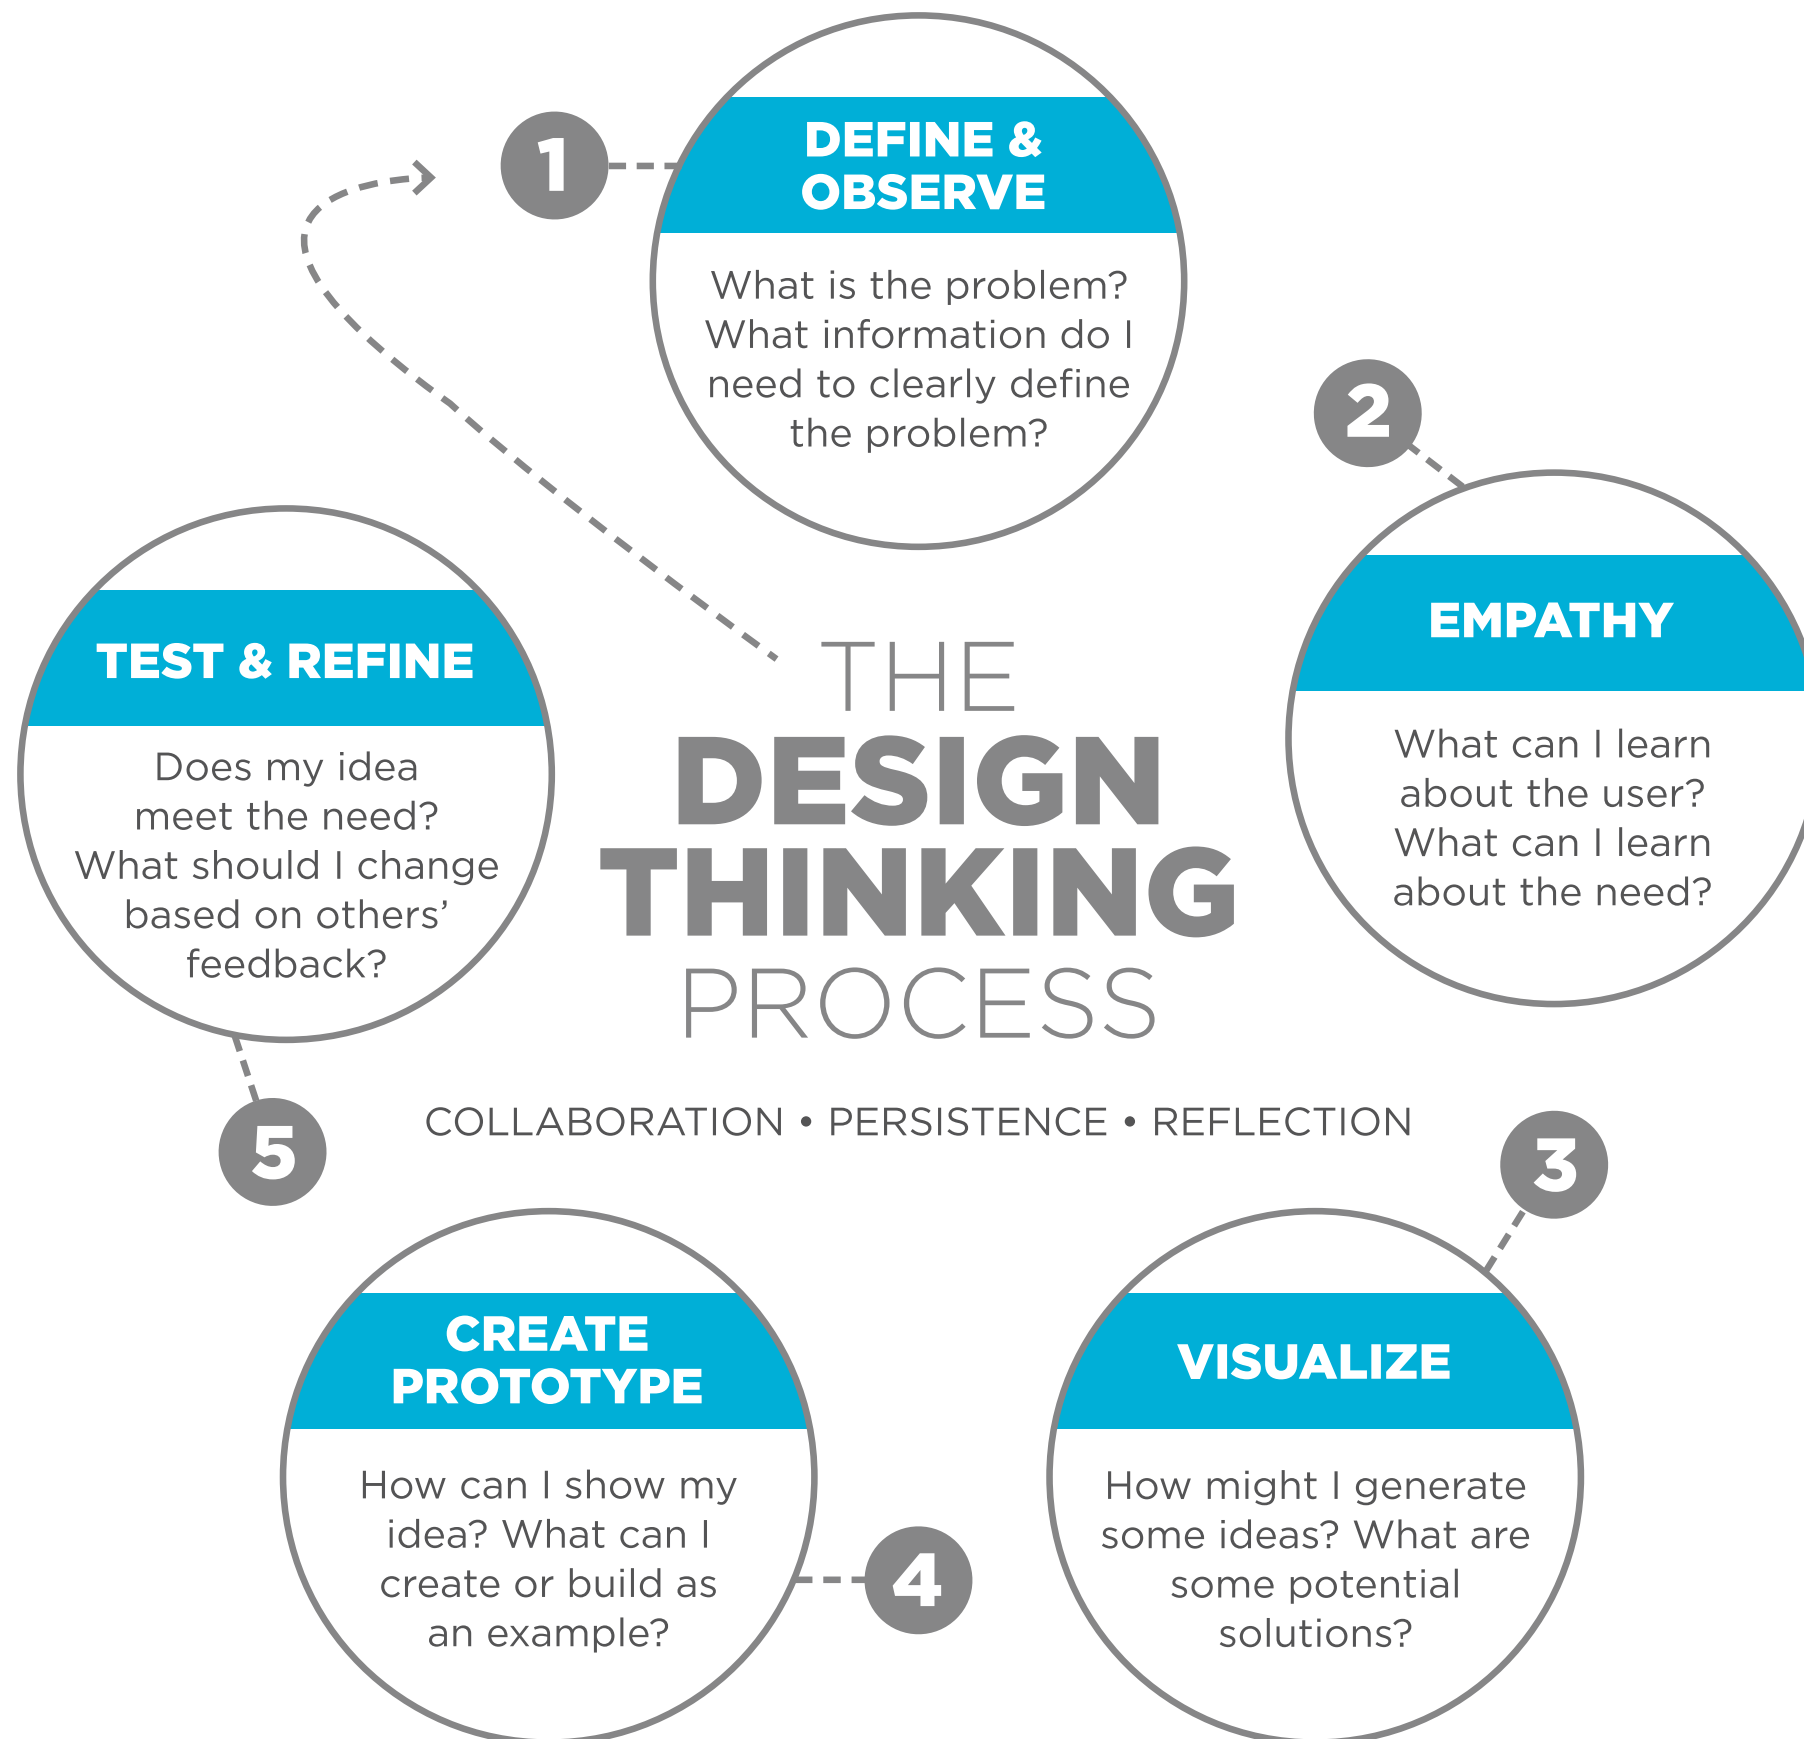 1
DEFINE &
OBSERVE
What is the problem?
What information do I
need to clearly define
the problem?
2
EMPATHY
What can I learn
about the user?
What can I learn
about the need?
TEST & REFINE
Does my idea
meet the need?
What should I change
based on others’
feedback?
5
THE
DESIGN
THINKING
PROCESS
COLLABORATION • PERSISTENCE • REFLECTION
3
VISUALIZE
How might I generate
some ideas? What are
some potential
solutions?
CREATE
PROTOTYPE
How can I show my
idea? What can I
create or build as
an example?
4